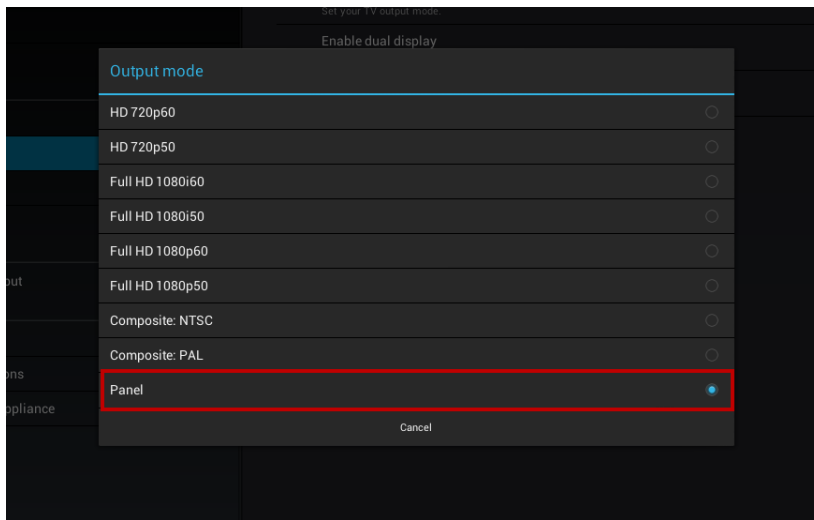 Set your TV output mode.
Enable dual display
Output mode
HD 720p60
HD 720p50
Full HD 1080i60
Full HD 1080i50
Full HD 1080p60
Full HD 1080p50
Composite: NTSC
Composite: PAL
Panel
Cancel